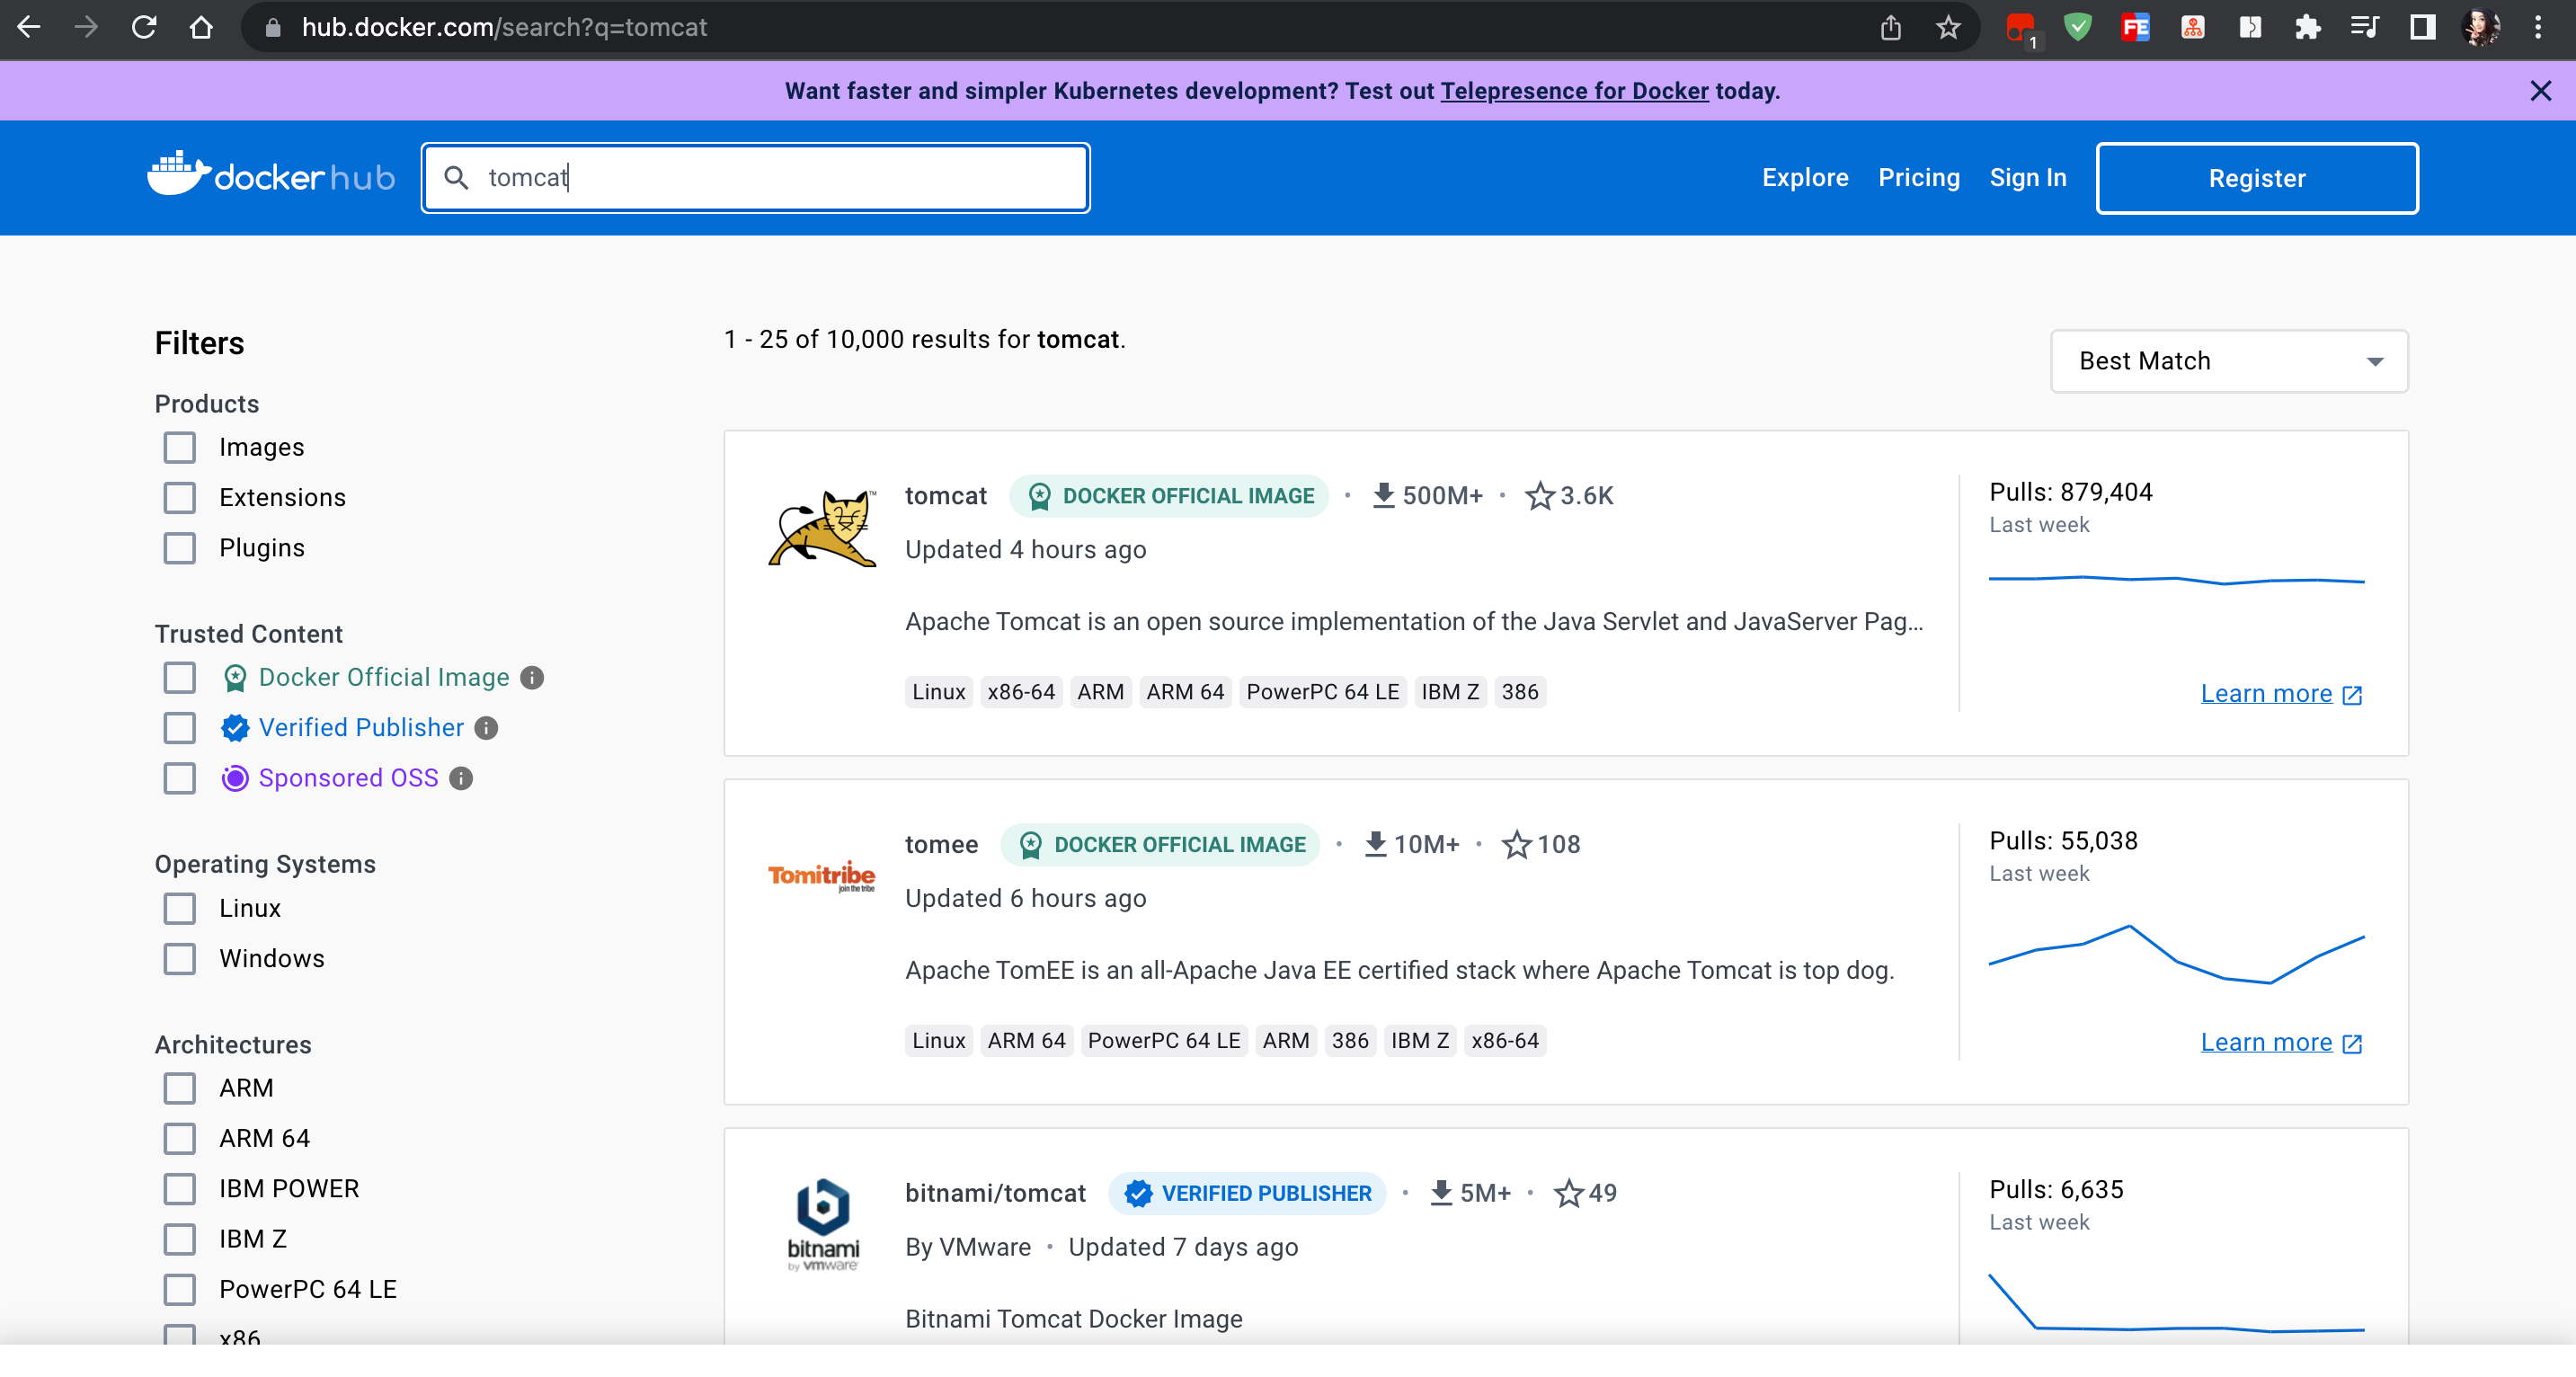 hub.docker.com/search?q=tomcat
1
FE
Want faster and simpler Kubernetes development? Test out Telepresence for Docker today.
dockerhub
tomcat
Explore
Pricing
Sign In
Register
Filters
Products
Images
Extensions
Plugins
Trusted Content
Docker Official Image
Verified Publisher
Sponsored OSS
Operating Systems
Linux
Windows
Architectures
ARM
ARM 64
IBM POWER
IBM Z
PowerPC 64 LE
x86
1 - 25 of 10,000 results for tomcat.
Best Match
tomcat DOCKER OFFICIAL IMAGE • 500M+ • 3.6K
Updated 4 hours ago
Apache Tomcat is an open source implementation of the Java Servlet and JavaServer Pag...
Linux x86-64 ARM ARM 64 PowerPC 64 LE IBM Z 386
Pulls: 879,404
Last week
Learn more
Tomitribe
join the tribe
tomee DOCKER OFFICIAL IMAGE • 10M+ • 108
Updated 6 hours ago
Apache TomEE is an all-Apache Java EE certified stack where Apache Tomcat is top dog.
Linux ARM 64 PowerPC 64 LE ARM 386 IBM Z x86-64
Pulls: 55,038
Last week
Learn more
bitnami
by vmware
bitnami/tomcat VERIFIED PUBLISHER • 5M+ • 49
By VMware • Updated 7 days ago
Bitnami Tomcat Docker Image
Pulls: 6,635
Last week